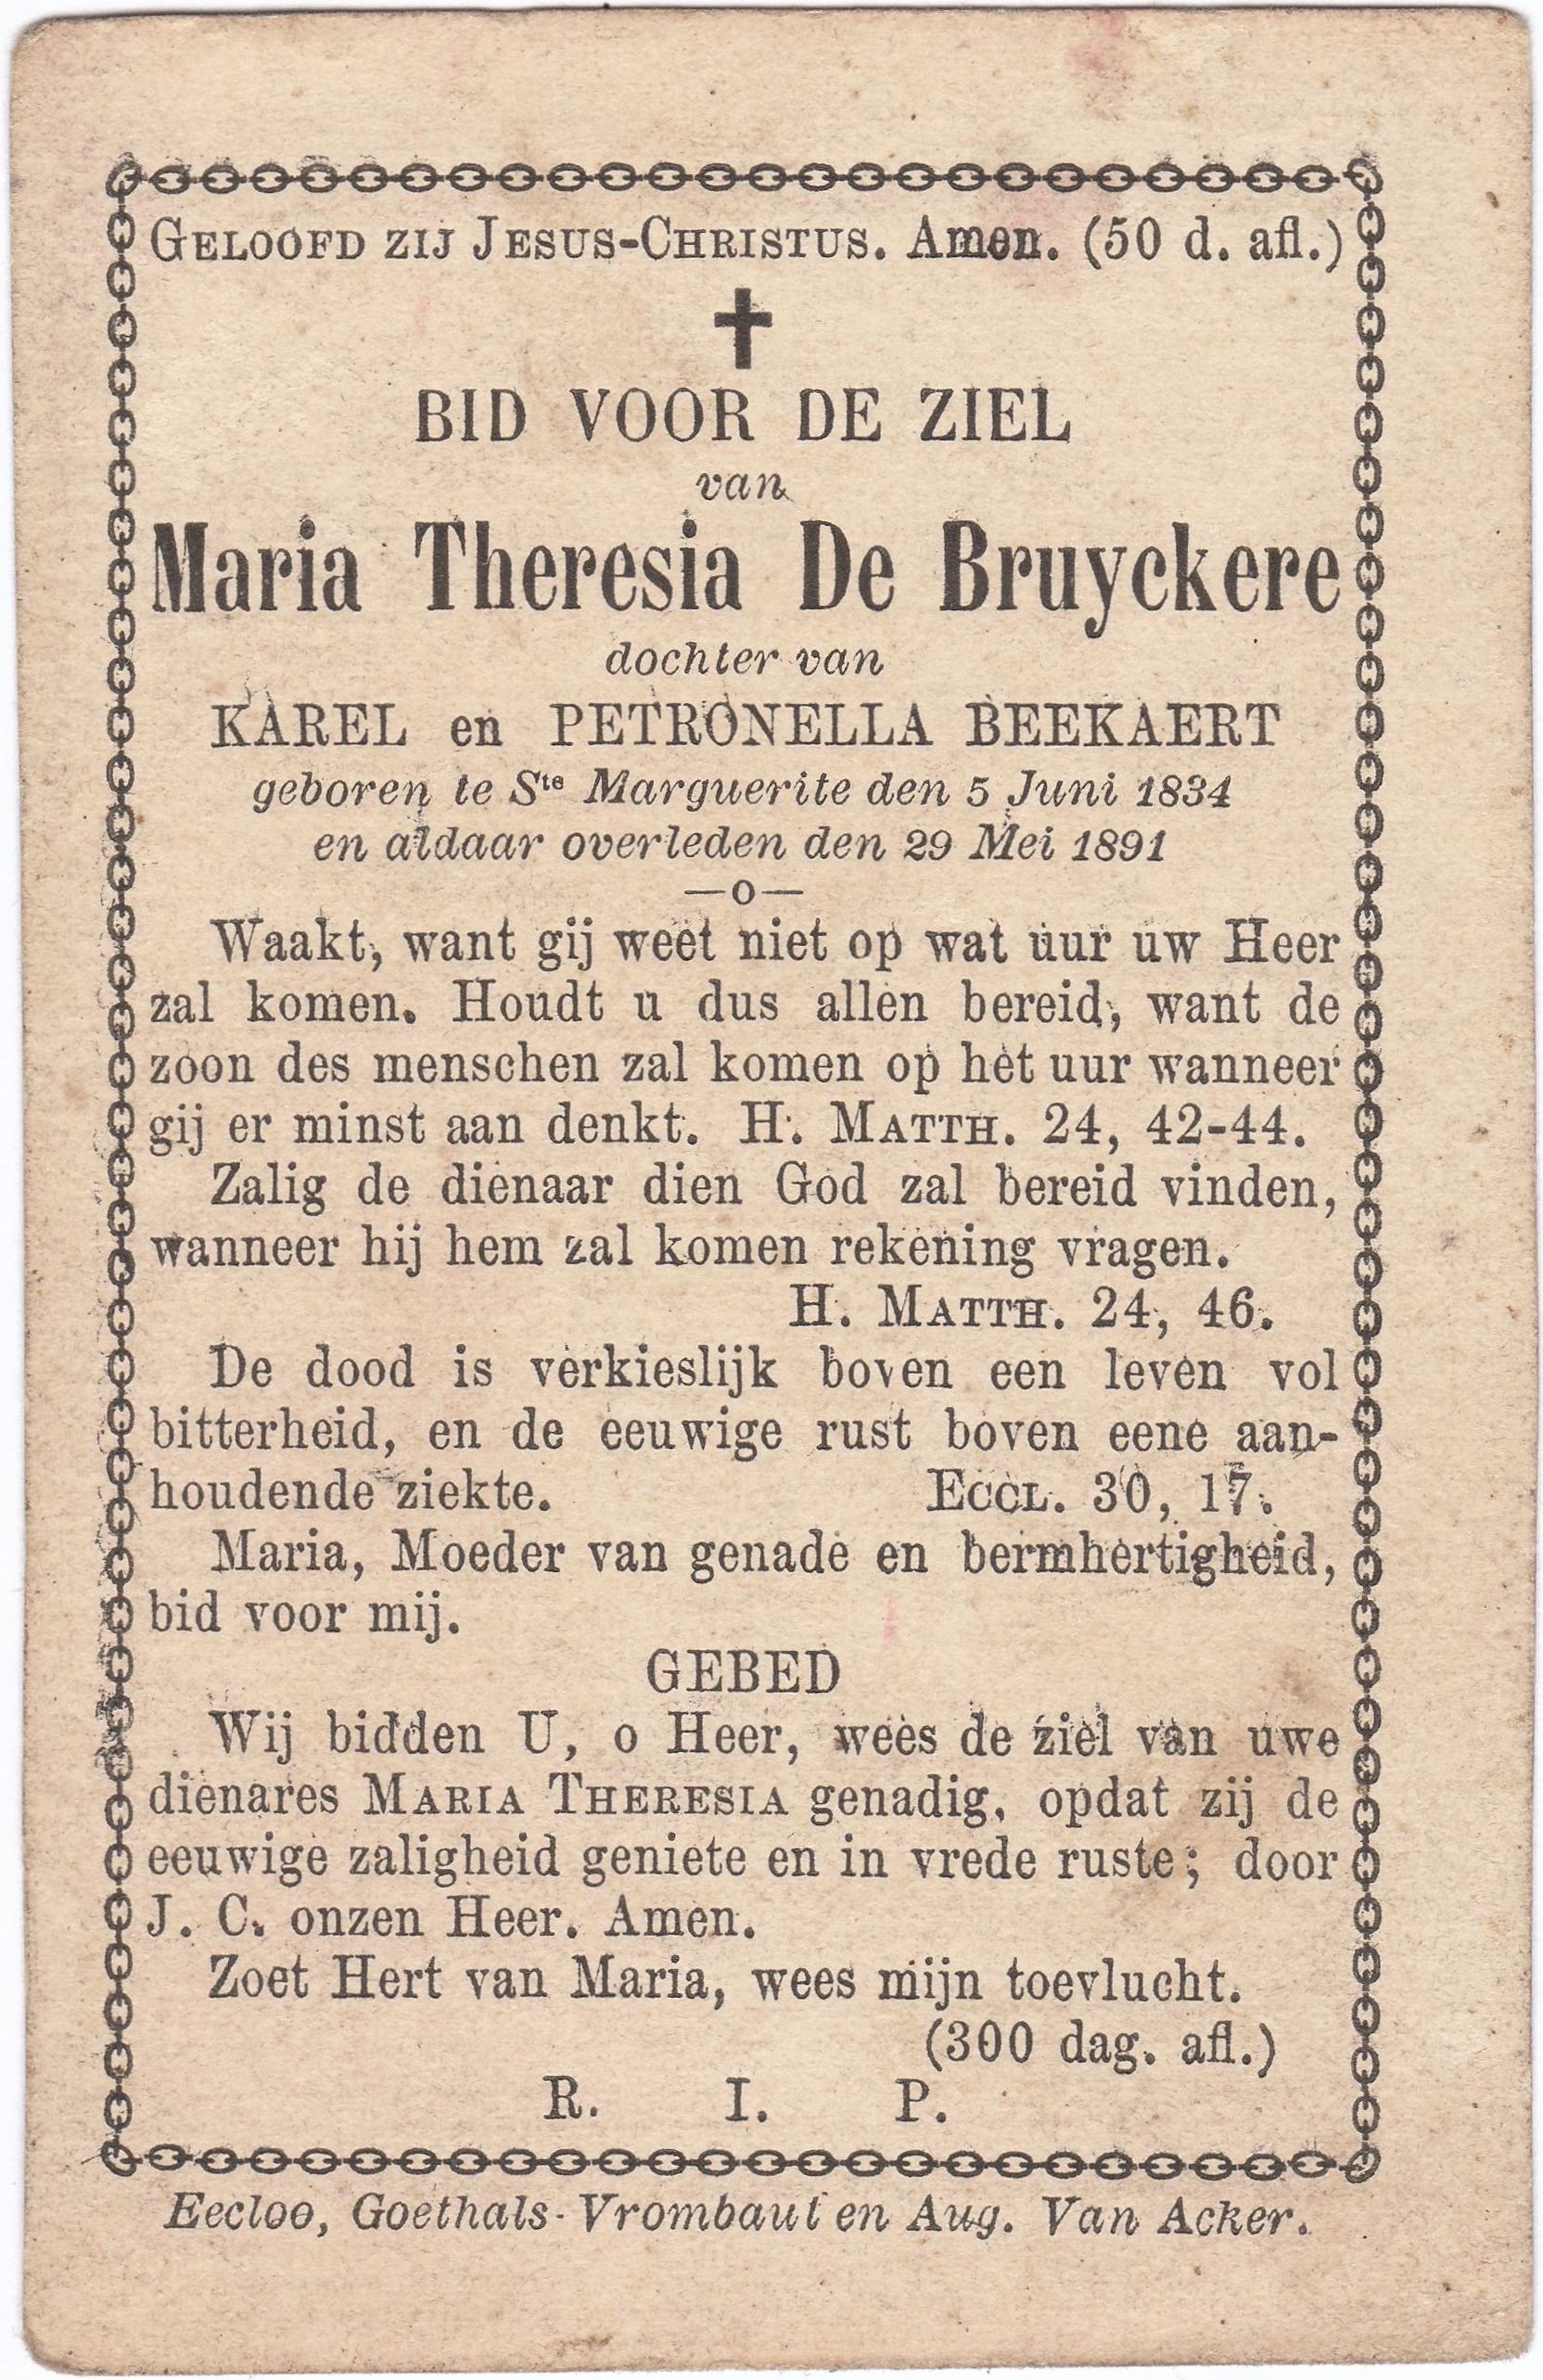 GELOOFD ZIJ JESUS-CHRISTUS. Amen. (50 d. afl.)
BID VOOR DE ZIEL
van
Maria Theresia De Bruyckere
dochter van
KAREL en PETRONELLA BEEKAERT
geboren te Ste Marguerite den 5 Juni 1834
en aldaar overleden den 29 Mei 1891
—o—
Waakt, want gij weet niet op wat uur uw Heer
zal komen. Houdt u dus allen bereid, want de
zoon des menschen zal komen op het uur wanneer
gij er minst aan denkt. H. MATTH. 24, 42-44.
Zalig de dienaar dien God zal bereid vinden,
wanneer hij hem zal komen rekening vragen.
H. MATTH. 24, 46.
De dood is verkieslijk boven een leven vol
bitterheid, en de eeuwige rust boven eene aan-
houdende ziekte. ECCL. 30, 17.
Maria, Moeder van genade en bermhertigheid,
bid voor mij.
GEBED
Wij bidden U, o Heer, wees de ziel van uwe
dienares MARIA THERESIA genadig, opdat zij de
eeuwige zaligheid geniete en in vrede ruste; door
J. C. onzen Heer. Amen.
Zoet Hert van Maria, wees mijn toevlucht.
(300 dag. afl.)
R. I. P.
Eecloo, Goethals-Vrombaut en Aug. Van Acker.